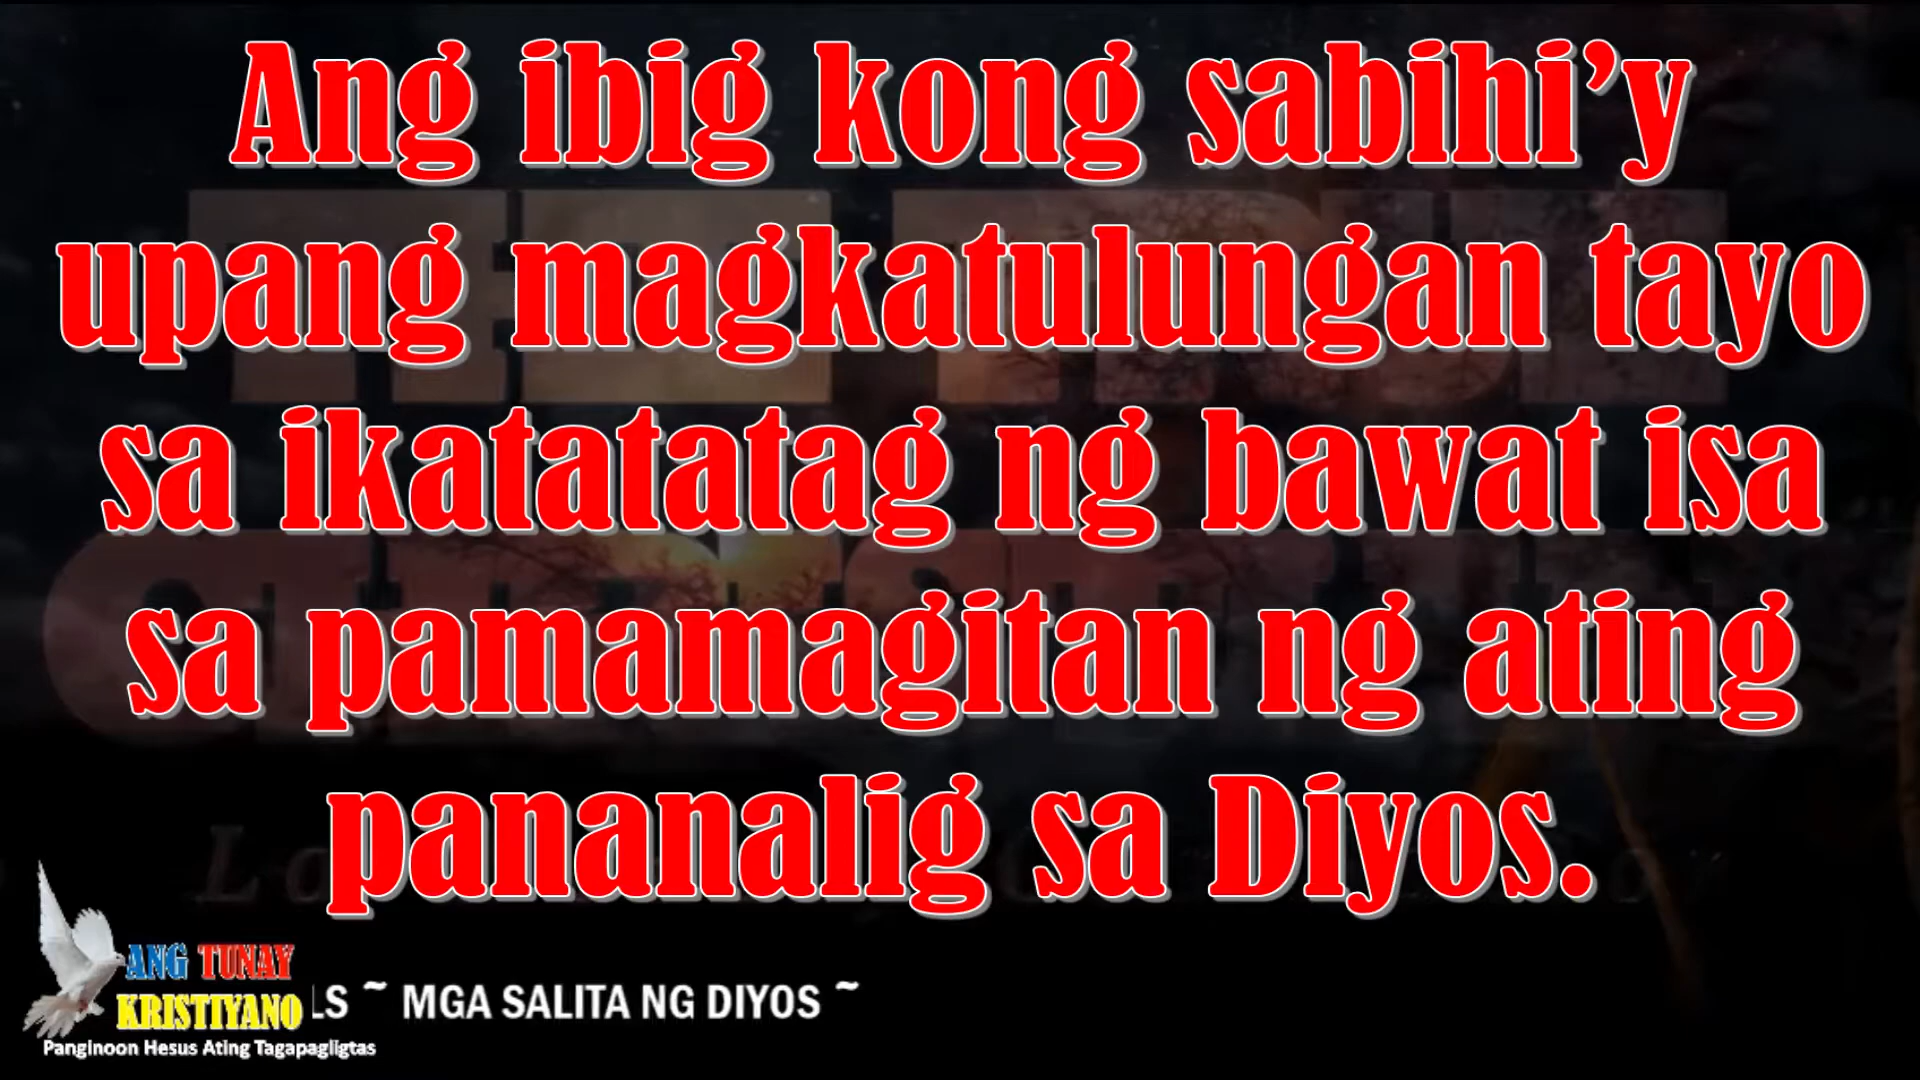 Ang ibig kong sabihi’y
upang magkatulungan tayo
sa ikatatatag ng bawat isa
sa pamamagitan ng ating
pananalig sa Diyos.
ANG TUNAY
KRISTIYANO
LS ~ MGA SALITA NG DIYOS ~
Panginoon Hesus Ating Tagapagligtas